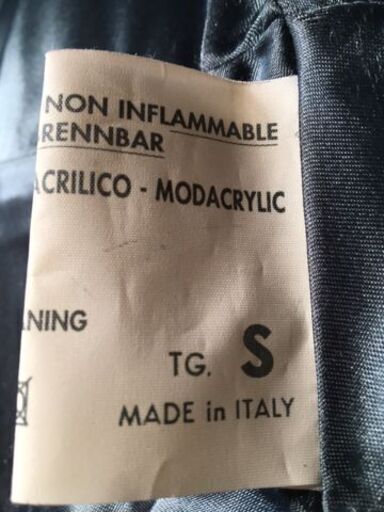 NON INFLAMMABLE
RENNBAR
ACRILICO - MODACRYLIC
NING
TG. S
MADE in ITALY